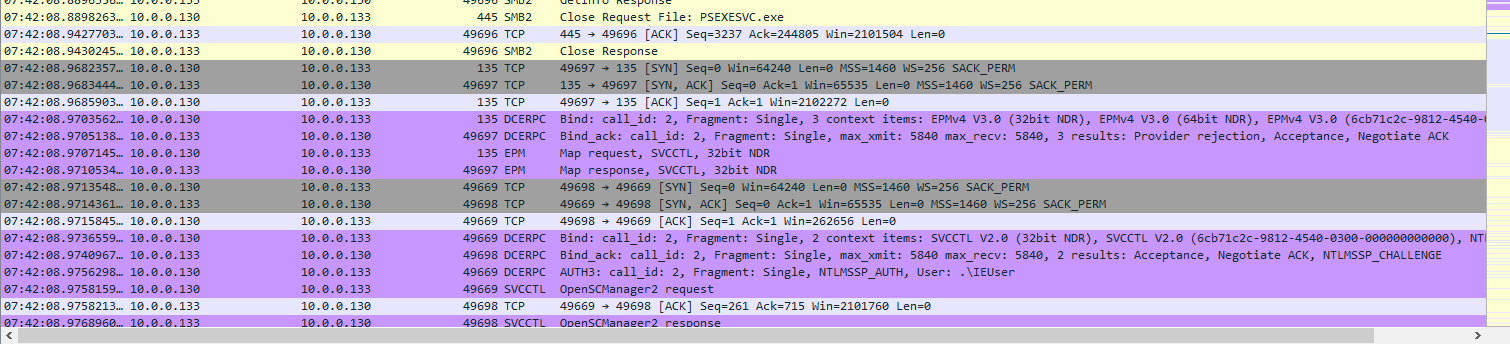 07:42:08.8898263… 10.0.0.130 10.0.0.133 445 SMB2 Close Request File: PSEXESVC.exe
07:42:08.9427703… 10.0.0.133 10.0.0.130 49696 TCP 445 → 49696 [ACK] Seq=3237 Ack=244805 Win=2101504 Len=0
07:42:08.9430245… 10.0.0.133 10.0.0.130 49696 SMB2 Close Response
07:42:08.9682357… 10.0.0.130 10.0.0.133 135 TCP 49697 → 135 [SYN] Seq=0 Win=64240 Len=0 MSS=1460 WS=256 SACK_PERM
07:42:08.9683444… 10.0.0.133 10.0.0.130 49697 TCP 135 → 49697 [SYN, ACK] Seq=0 Ack=1 Win=65535 Len=0 MSS=1460 WS=256 SACK_PERM
07:42:08.9685903… 10.0.0.130 10.0.0.133 135 TCP 49697 → 135 [ACK] Seq=1 Ack=1 Win=2102272 Len=0
07:42:08.9703562… 10.0.0.130 10.0.0.133 135 DCERPC Bind: call_id: 2, Fragment: Single, 3 context items: EPMv4 V3.0 (32bit NDR), EPMv4 V3.0 (64bit NDR), EPMv4 V3.0 (6cb71c2c-9812-4540-
07:42:08.9705138… 10.0.0.133 10.0.0.130 49697 DCERPC Bind_ack: call_id: 2, Fragment: Single, max_xmit: 5840 max_recv: 5840, 3 results: Provider rejection, Acceptance, Negotiate ACK
07:42:08.9707145… 10.0.0.130 10.0.0.133 135 EPM Map request, SVCCTL, 32bit NDR
07:42:08.9710534… 10.0.0.133 10.0.0.130 49697 EPM Map response, SVCCTL, 32bit NDR
07:42:08.9713548… 10.0.0.130 10.0.0.133 49669 TCP 49698 → 49669 [SYN] Seq=0 Win=64240 Len=0 MSS=1460 WS=256 SACK_PERM
07:42:08.9714361… 10.0.0.133 10.0.0.130 49698 TCP 49669 → 49698 [SYN, ACK] Seq=0 Ack=1 Win=65535 Len=0 MSS=1460 WS=256 SACK_PERM
07:42:08.9715845… 10.0.0.130 10.0.0.133 49669 TCP 49698 → 49669 [ACK] Seq=1 Ack=1 Win=262656 Len=0
07:42:08.9736559… 10.0.0.130 10.0.0.133 49669 DCERPC Bind: call_id: 2, Fragment: Single, 2 context items: SVCCTL V2.0 (32bit NDR), SVCCTL V2.0 (6cb71c2c-9812-4540-0300-000000000000), NT
07:42:08.9740967… 10.0.0.133 10.0.0.130 49698 DCERPC Bind_ack: call_id: 2, Fragment: Single, max_xmit: 5840 max_recv: 5840, 2 results: Acceptance, Negotiate ACK, NTLMSSP_CHALLENGE
07:42:08.9756298… 10.0.0.130 10.0.0.133 49669 DCERPC AUTH3: call_id: 2, Fragment: Single, NTLMSSP_AUTH, User: .\IEUser
07:42:08.9758159… 10.0.0.130 10.0.0.133 49669 SVCCTL OpenSCManager2 request
07:42:08.9758213… 10.0.0.133 10.0.0.130 49698 TCP 49669 → 49698 [ACK] Seq=261 Ack=715 Win=2101760 Len=0
07:42:08.9768960… 10.0.0.133 10.0.0.130 49698 SVCCTL OpenSCManager2 response